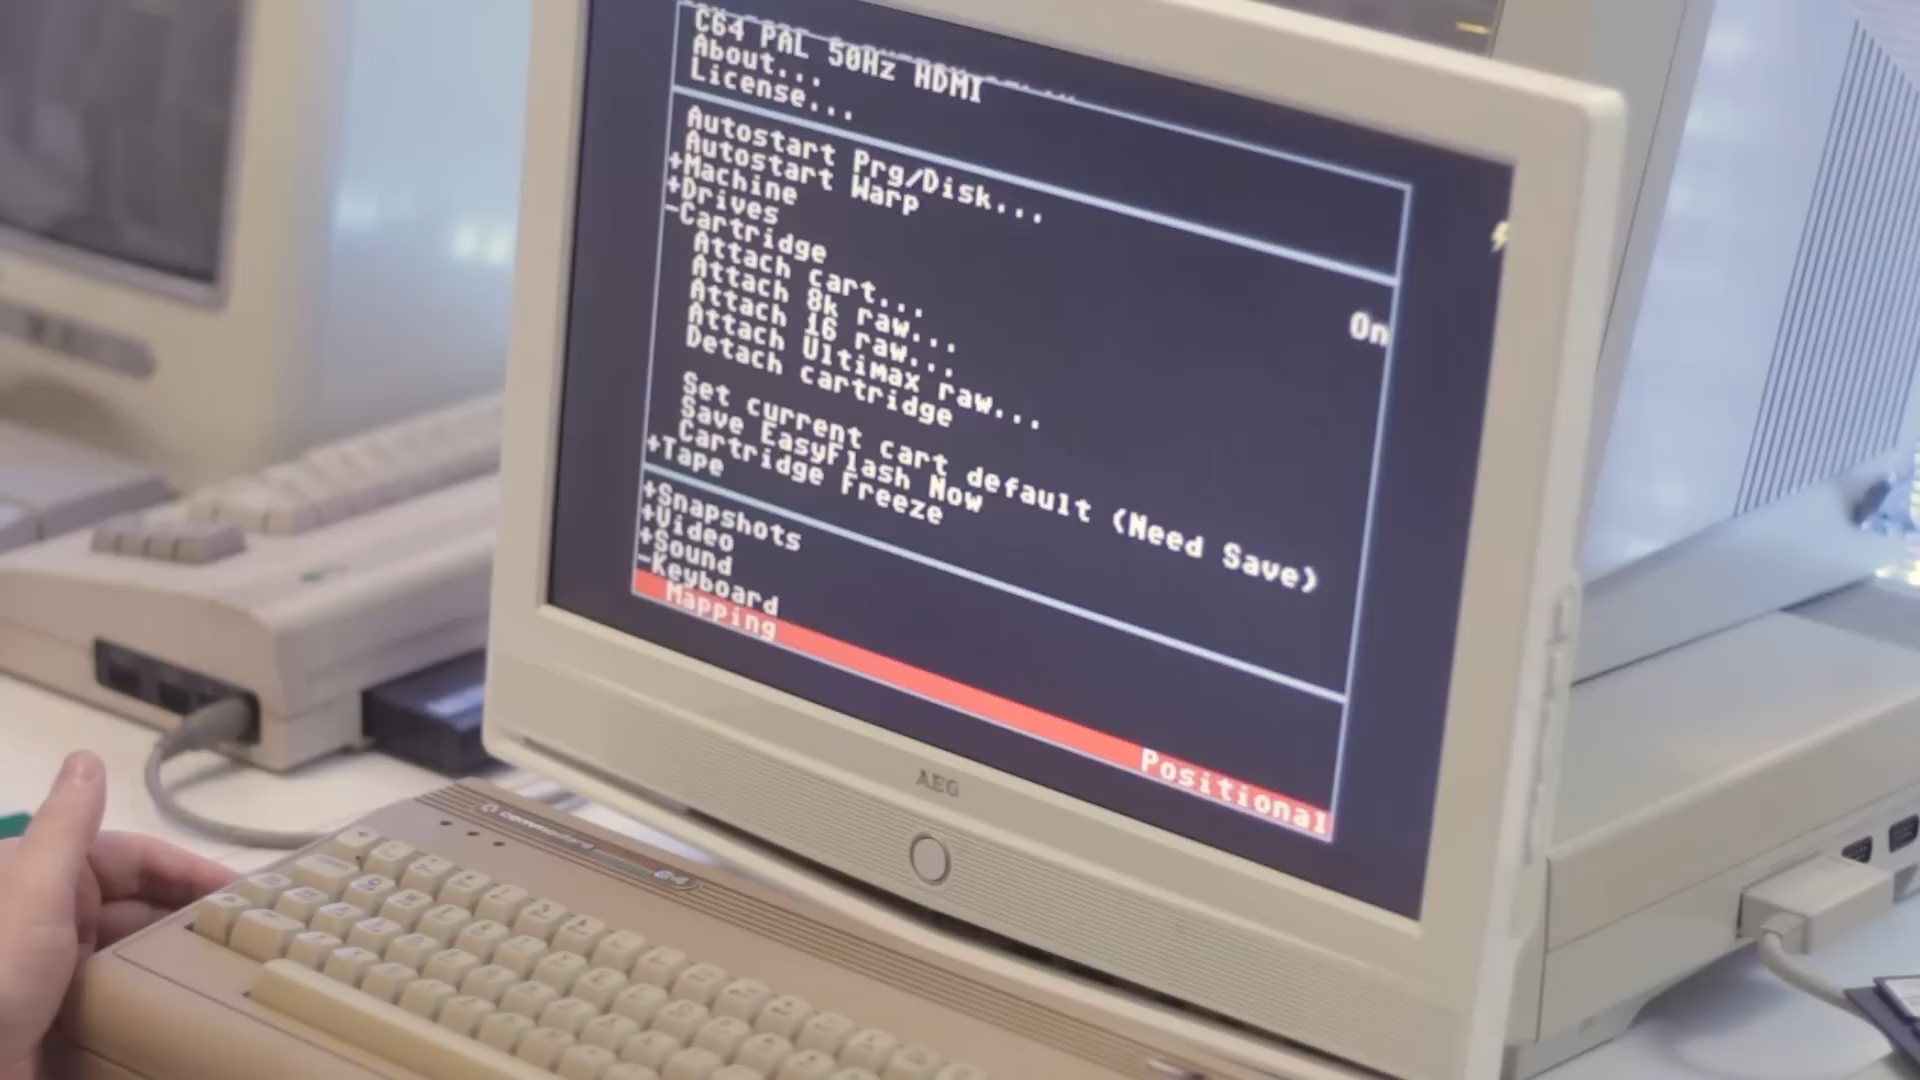 C64 PAL 50Hz HDMI
About...
License...
Autostart Prg/Disk...
Autostart Warp On
+Machine
+Drives
-Cartridge
Attach cart...
Attach 8k raw...
Attach 16 raw...
Attach Ultimax raw...
Detach cartridge
Set current cart default (Need Save)
Save EasyFlash Now
Cartridge Freeze
+Tape
+Snapshots
+Video
+Sound
-Keyboard
Mapping Positional
AEG
commodore 64